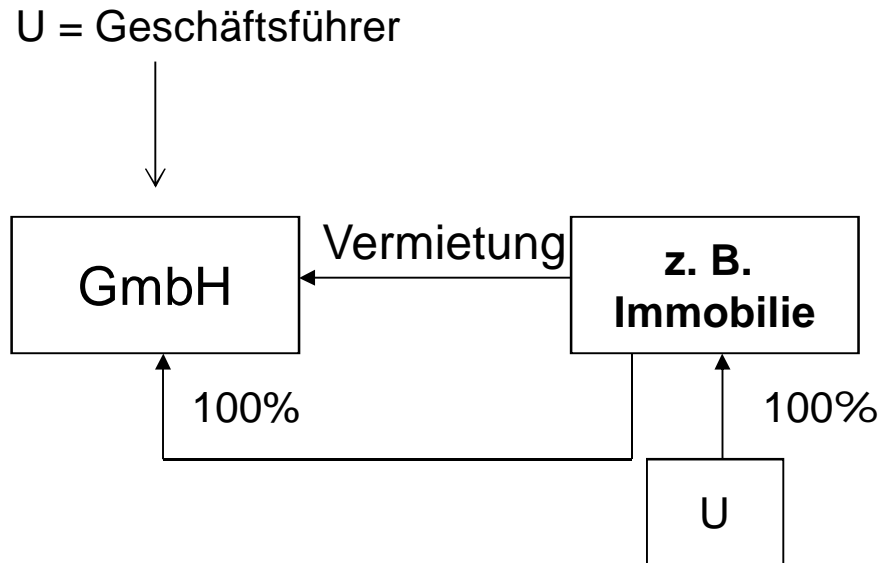 U = Geschäftsführer
Vermietung
GmbH
z. B.
Immobilie
100%
100%
U